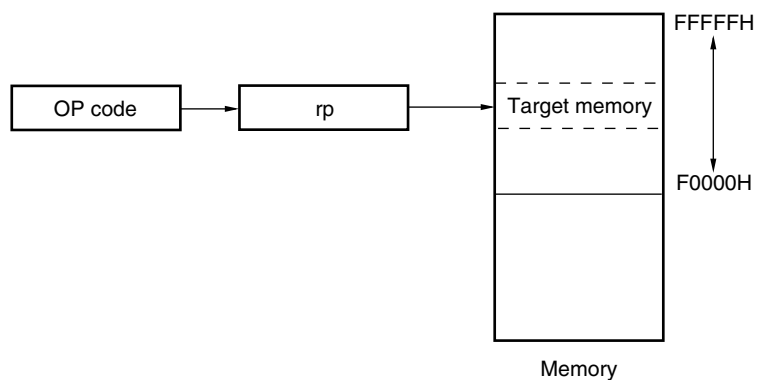 FFFFFH
OP code
rp
Target memory
F0000H
Memory